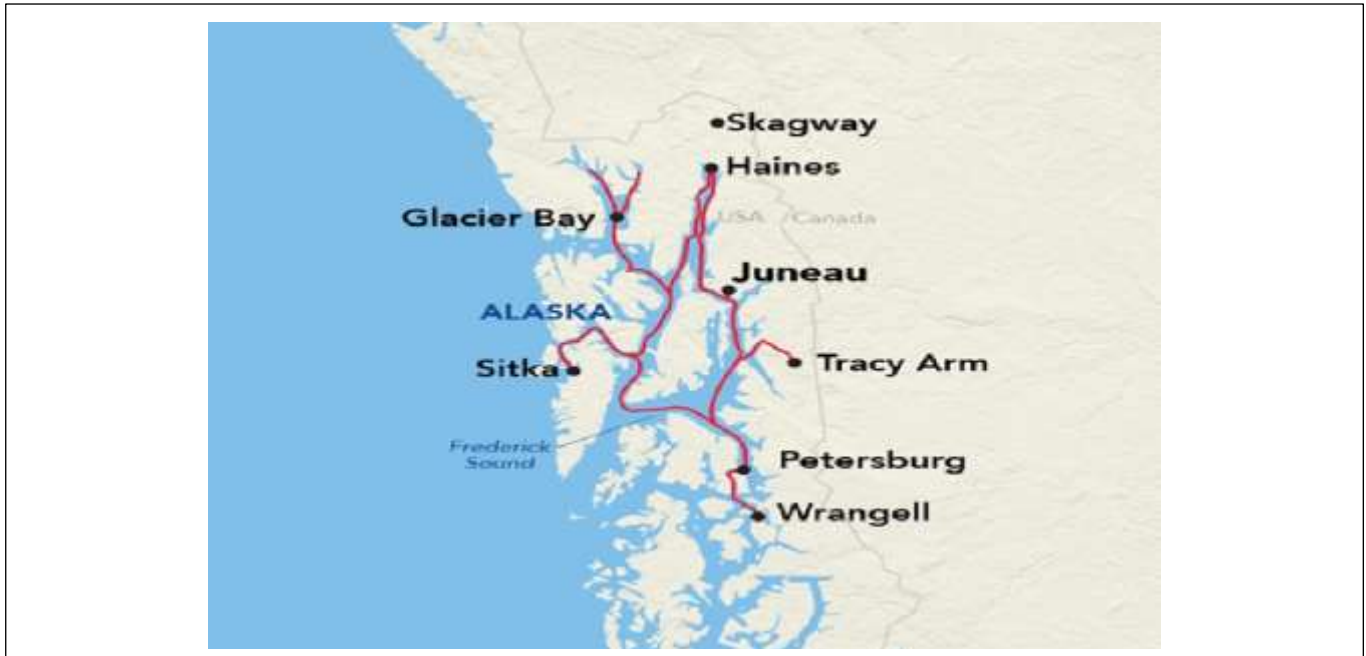 Skagway
Haines
USA / Canada
Glacier Bay
Juneau
ALASKA
Sitka
Tracy Arm
Frederick
Sound
Petersburg
Wrangell